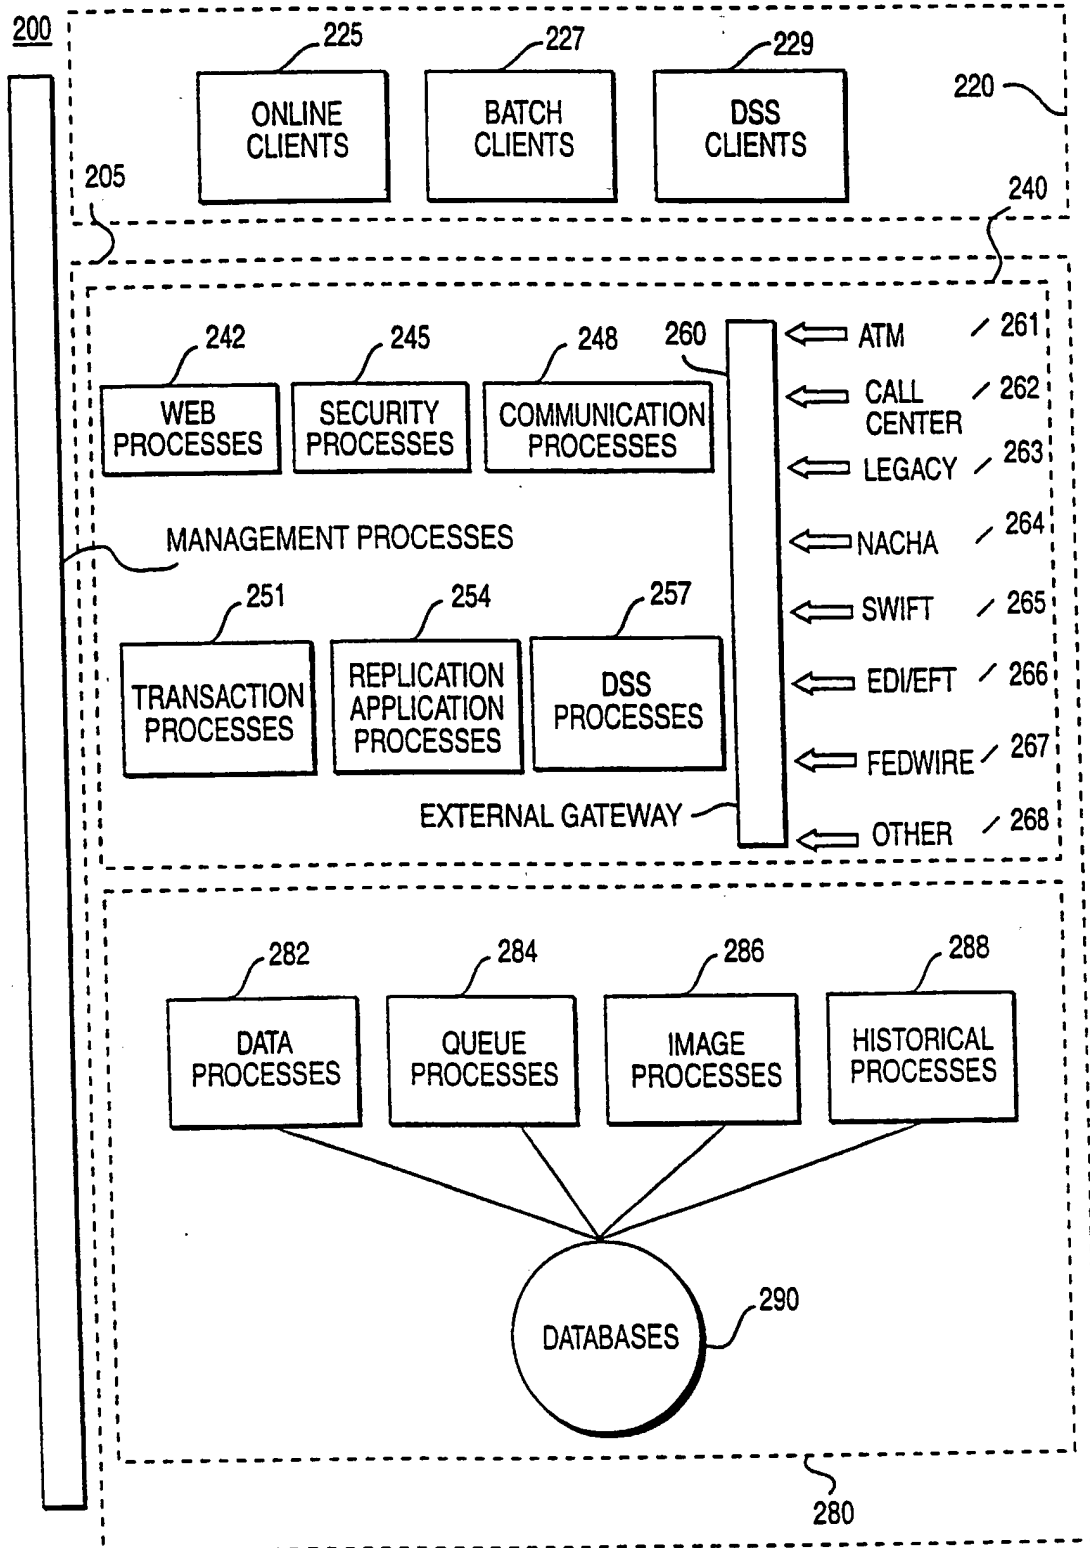 200
225
227
229
220
ONLINE
CLIENTS
BATCH
CLIENTS
DSS
CLIENTS
205
240
242
245
248
260
WEB
PROCESSES
SECURITY
PROCESSES
COMMUNICATION
PROCESSES
ATM
261
CALL
CENTER
262
LEGACY
263
MANAGEMENT PROCESSES
NACHA
264
251
254
257
SWIFT
265
TRANSACTION
PROCESSES
REPLICATION
APPLICATION
PROCESSES
DSS
PROCESSES
EDI/EFT
266
FEDWIRE
267
EXTERNAL GATEWAY
OTHER
268
282
284
286
288
DATA
PROCESSES
QUEUE
PROCESSES
IMAGE
PROCESSES
HISTORICAL
PROCESSES
DATABASES
290
280